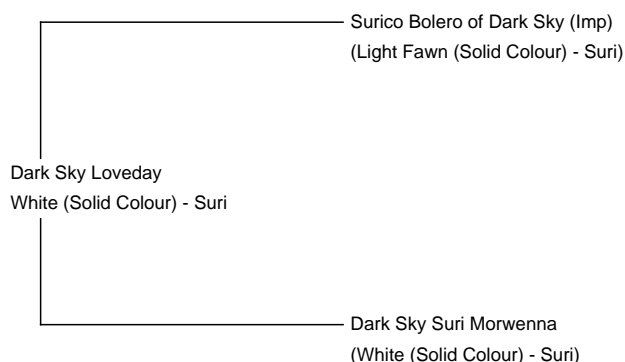 Surico Bolero of Dark Sky (Imp)
(Light Fawn (Solid Colour) - Suri)
Dark Sky Loveday
White (Solid Colour) - Suri
Dark Sky Suri Morwenna
(White (Solid Colour) - Suri)